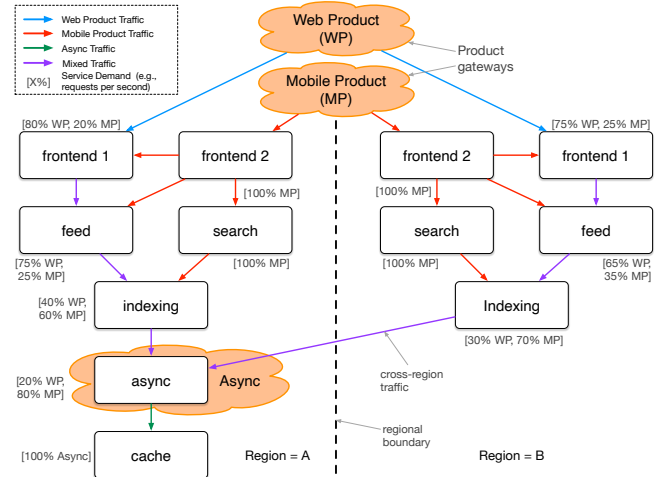 Web Product Traffic
Mobile Product Traffic
Async Traffic
Mixed Traffic
[X%]
Service Demand (e.g.,
requests per second)
Web Product
(WP)
Product
gateways
Mobile Product
(MP)
[80% WP, 20% MP]
[75% WP, 25% MP]
frontend 1
frontend 2
frontend 2
frontend 1
[100% MP]
[100% MP]
feed
search
search
feed
[75% WP,
25% MP]
[100% MP]
[100% MP]
[65% WP,
35% MP]
[40% WP,
60% MP]
indexing
Indexing
[30% WP, 70% MP]
[20% WP,
80% MP]
async
Async
cross-region
traffic
regional
boundary
[100% Async]
cache
Region = A
Region = B